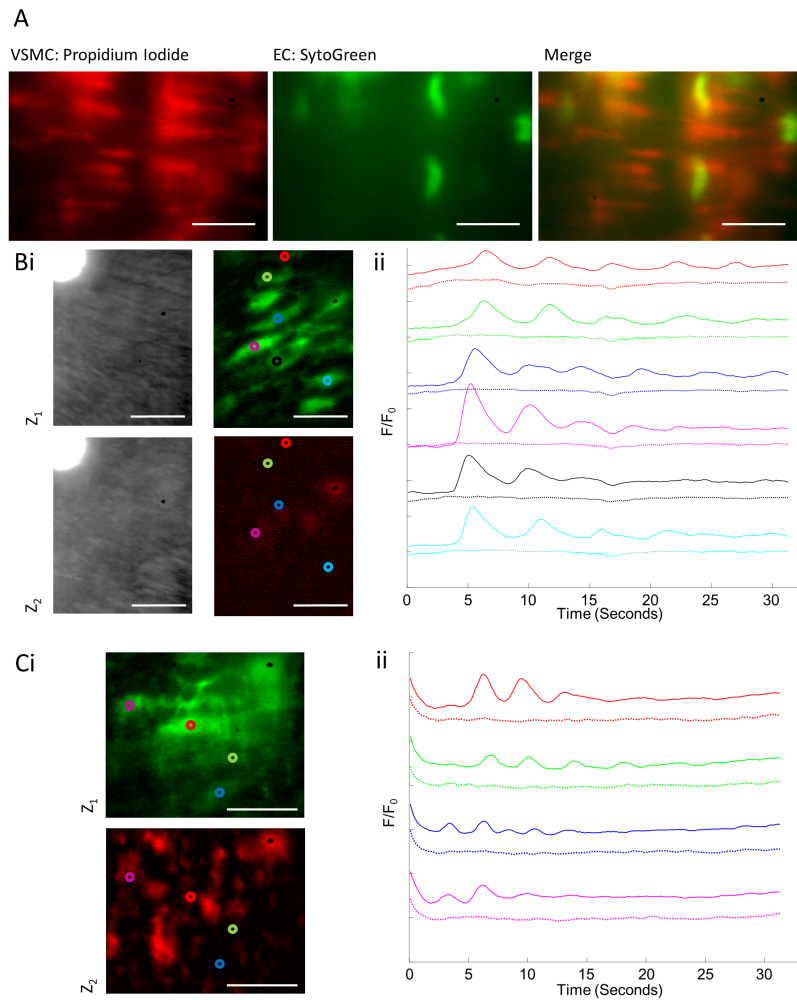 A
VSMC: Propidium Iodide EC: SytoGreen Merge
Bi
Z1
Z2
ii
F/F0
0 5 10 15 20 25 30
Time (Seconds)
Ci
Z1
Z2
ii
F/F0
0 5 10 15 20 25 30
Time (Seconds)